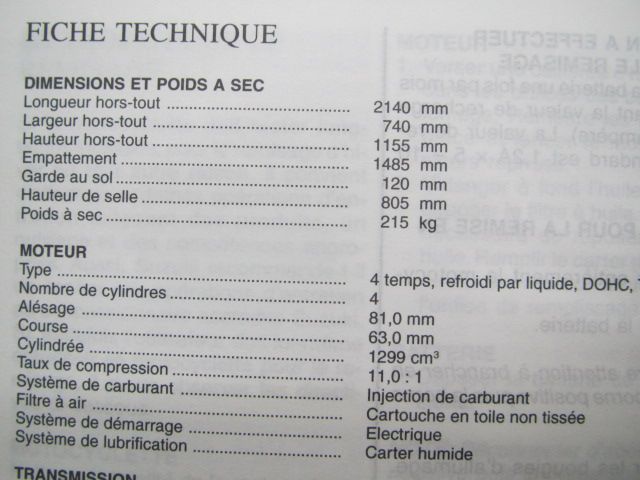 FICHE TECHNIQUE
DIMENSIONS ET POIDS A SEC
Longueur hors-tout ........ 2140 mm
Largeur hors-tout ........ 740 mm
Hauteur hors-tout ........ 1155 mm
Empattement ........ 1485 mm
Garde au sol ........ 120 mm
Hauteur de selle ........ 805 mm
Poids à sec ........ 215 kg
MOTEUR
Type ........ 4 temps, refroidi par liquide, DOHC,
Nombre de cylindres ........ 4
Alésage ........ 81,0 mm
Course ........ 63,0 mm
Cylindrée ........ 1299 cm³
Taux de compression ........ 11,0 : 1
Système de carburant ........ Injection de carburant
Filtre à air ........ Cartouche en toile non tissée
Système de démarrage ........ Electrique
Système de lubrification ........ Carter humide
TRANSMISSION